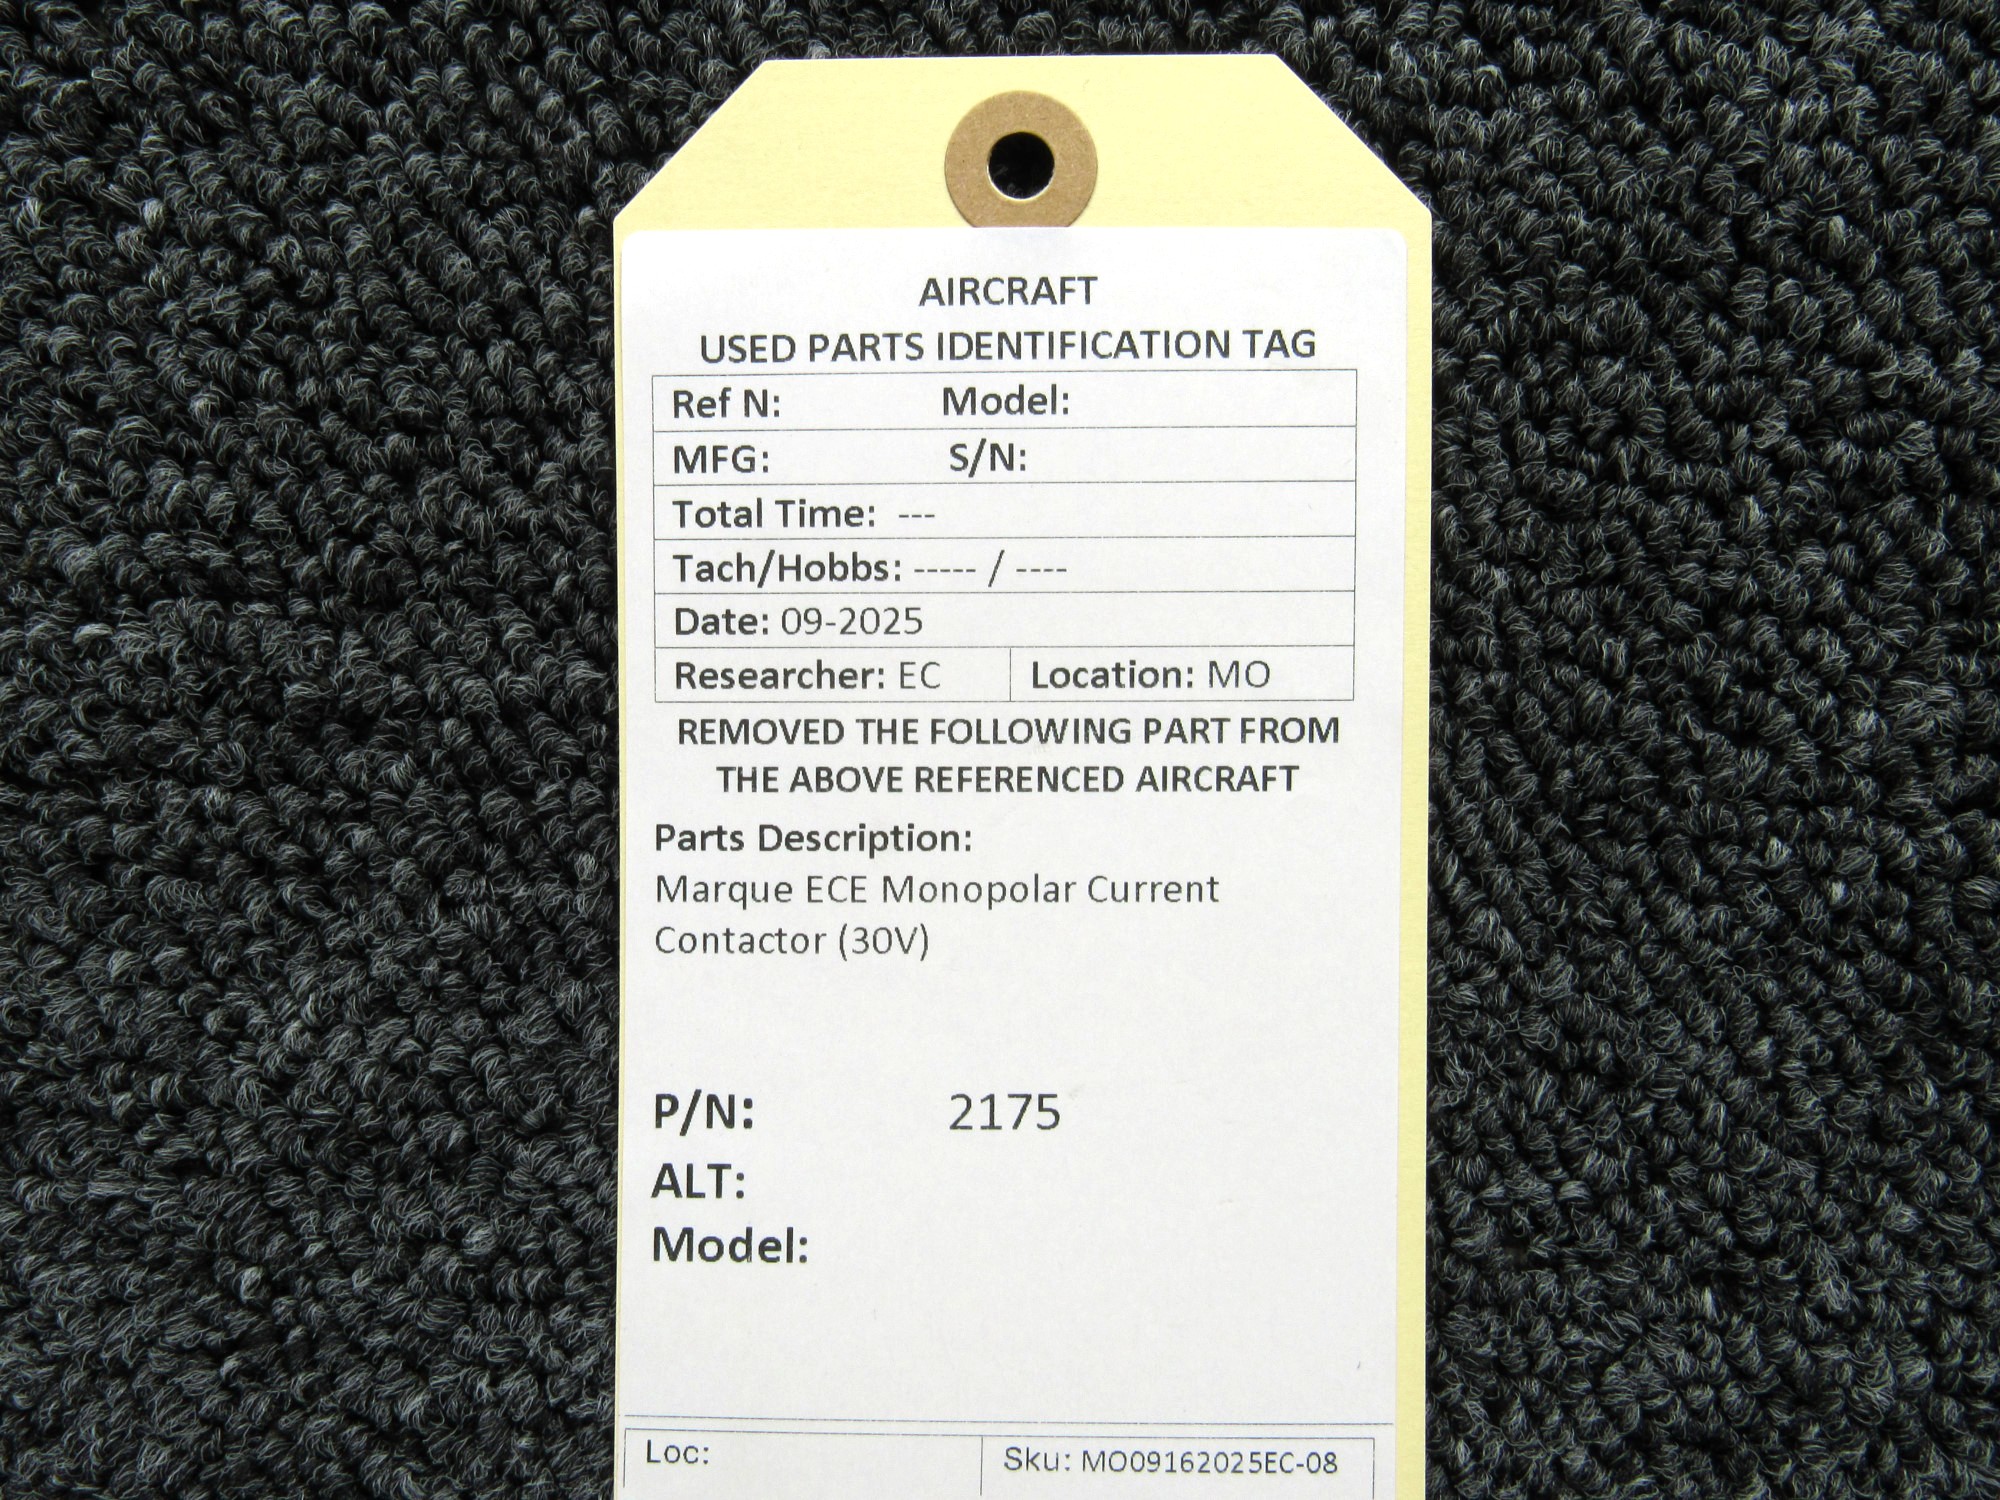 AIRCRAFT
USED PARTS IDENTIFICATION TAG
Ref N: Model:
MFG: S/N:
Total Time: ---
Tach/Hobbs: ----- / ----
Date: 09-2025
Researcher: EC Location: MO
REMOVED THE FOLLOWING PART FROM
THE ABOVE REFERENCED AIRCRAFT
Parts Description:
Marque ECE Monopolar Current
Contactor (30V)
P/N: 2175
ALT:
Model:
Loc: Sku: MO09162025EC-08